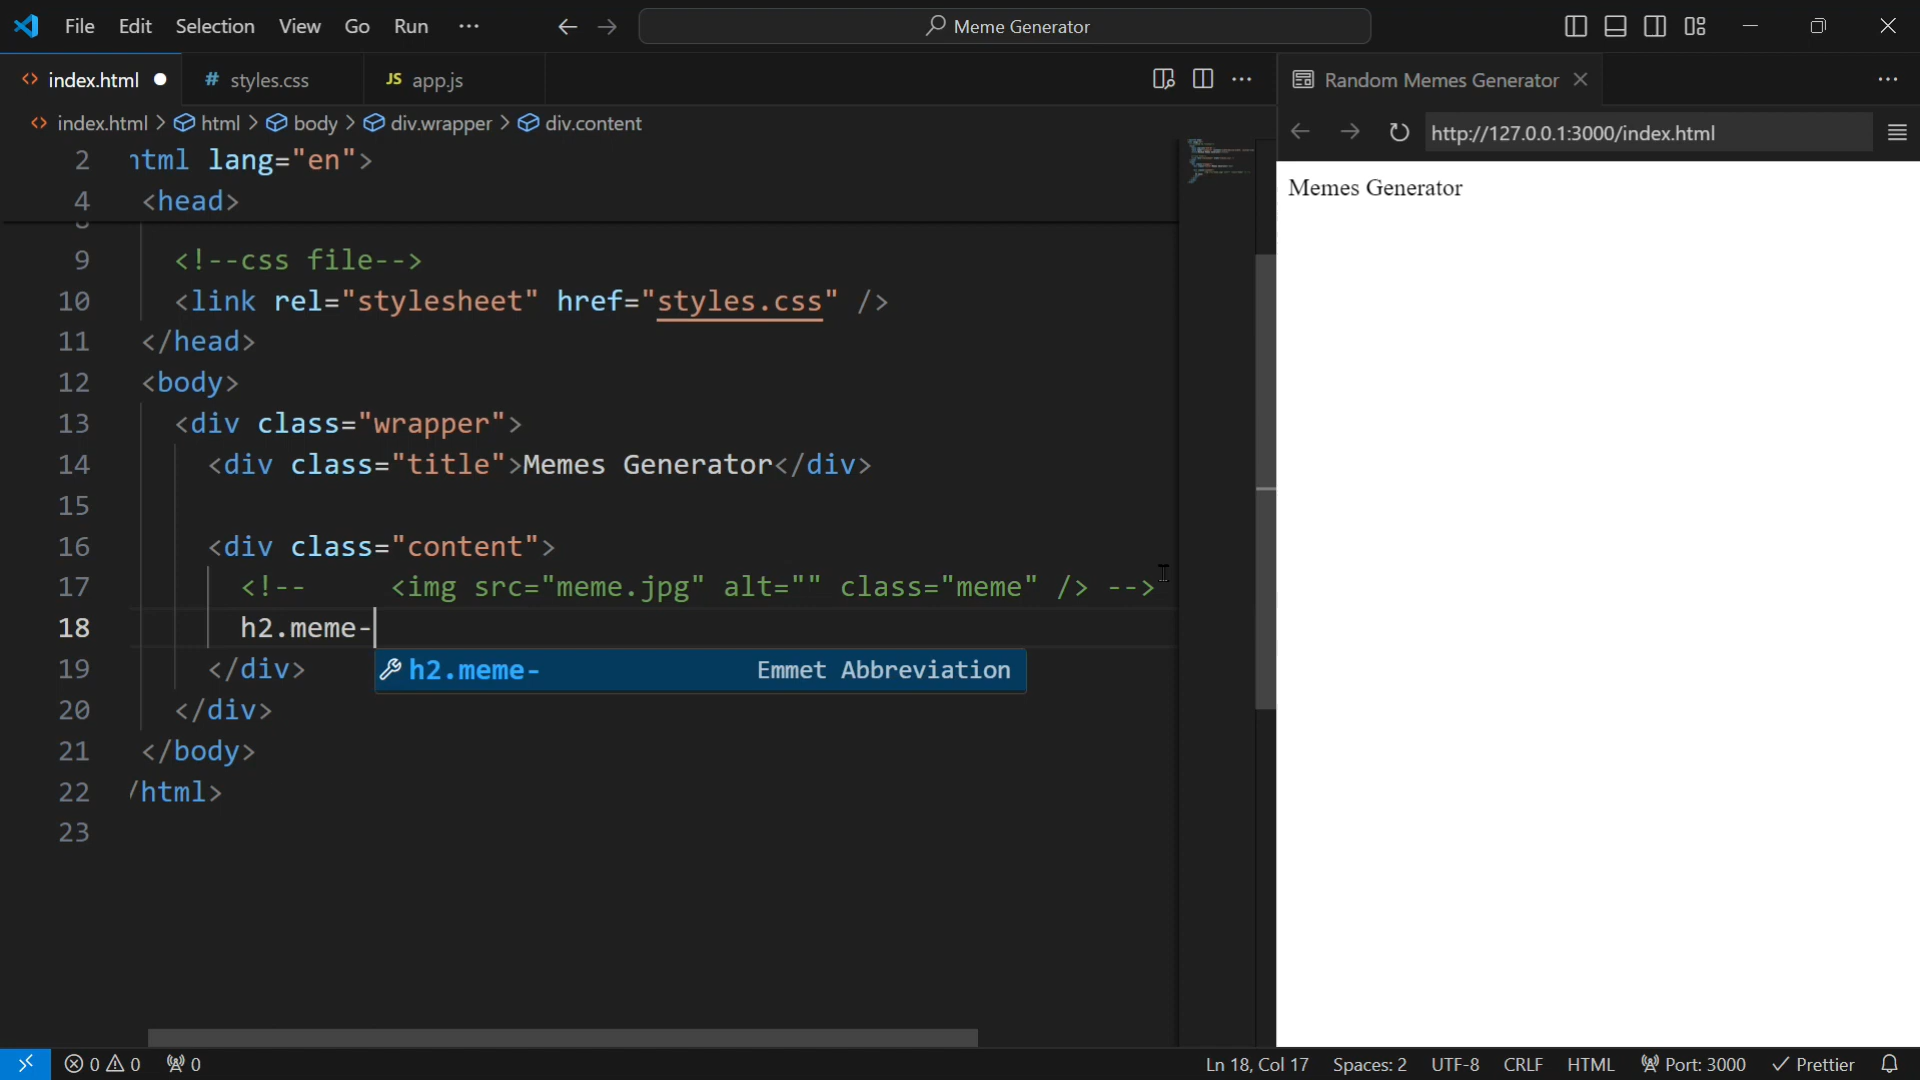 File Edit Selection View Go Run ··· Meme Generator
index.html # styles.css JS app.js ···
index.html > html > body > div.wrapper > div.content
2 html lang="en">
4 <head>
9 <!--css file-->
10 <link rel="stylesheet" href="styles.css" />
11 </head>
12 <body>
13 <div class="wrapper">
14 <div class="title">Memes Generator</div>
15
16 <div class="content">
17 <!-- <img src="meme.jpg" alt="" class="meme" /> -->
18 h2.meme-
h2.meme- Emmet Abbreviation
19 </div>
20 </div>
21 </body>
22 /html>
23
Random Memes Generator ···
http://127.0.0.1:3000/index.html
Memes Generator
0 0 0 Ln 18, Col 17 Spaces: 2 UTF-8 CRLF HTML Port: 3000 Prettier